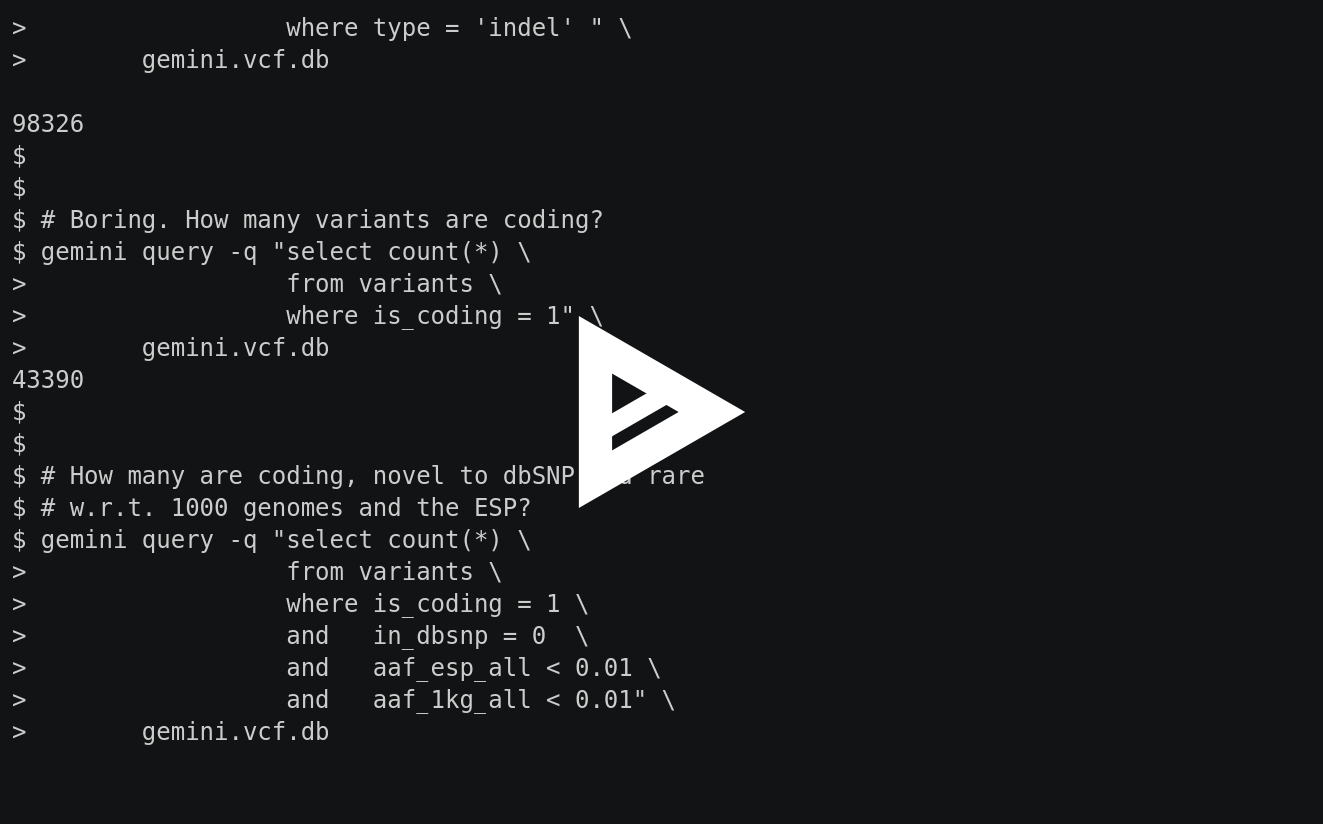 >                  where type = 'indel' " \
>        gemini.vcf.db
98326
$
$
$ # Boring. How many variants are coding?
$ gemini query -q "select count(*) \
>                  from variants \
>                  where is_coding = 1" \
>        gemini.vcf.db
43390
$
$
$ # How many are coding, novel to dbSNP rare
$ # w.r.t. 1000 genomes and the ESP?
$ gemini query -q "select count(*) \
>                  from variants \
>                  where is_coding = 1 \
>                  and   in_dbsnp = 0  \
>                  and   aaf_esp_all < 0.01 \
>                  and   aaf_1kg_all < 0.01" \
>        gemini.vcf.db